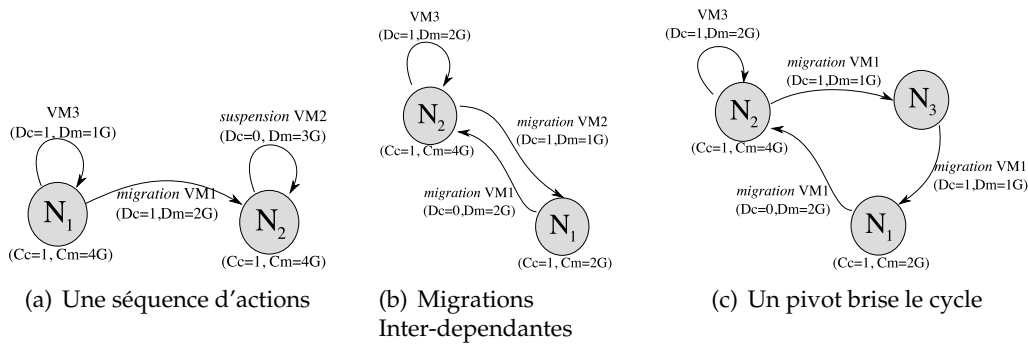 VM3
(Dc=1, Dm=1G)
suspension VM2
(Dc=0, Dm=3G)
migration VM1
(Dc=1,Dm=2G)
N1
N2
(Cc=1, Cm=4G)
(Cc=1, Cm=4G)
(a) Une séquence d'actions
VM3
(Dc=1,Dm=2G)
N2
(Cc=1, Cm=4G)
migration VM2
(Dc=1,Dm=1G)
migration VM1
(Dc=0,Dm=2G)
N1
(Cc=1, Cm=2G)
(b) Migrations
Inter-dependantes
VM3
(Dc=1,Dm=2G)
migration VM1
(Dc=1,Dm=1G)
N2
N3
(Cc=1, Cm=4G)
migration VM1
(Dc=1,Dm=1G)
migration VM1
(Dc=0,Dm=2G)
N1
(Cc=1, Cm=2G)
(c) Un pivot brise le cycle